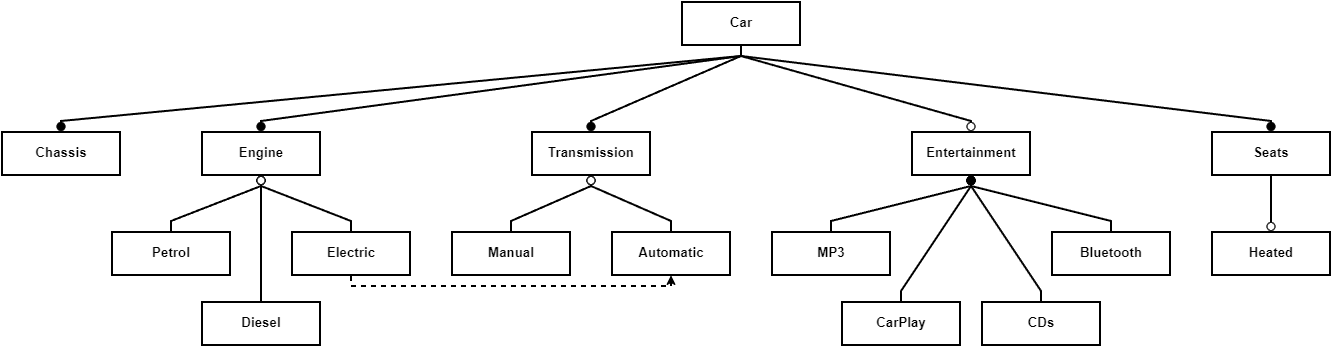 Car
Chassis
Engine
Transmission
Entertainment
Seats
Petrol
Electric
Manual
Automatic
MP3
Bluetooth
Heated
Diesel
CarPlay
CDs